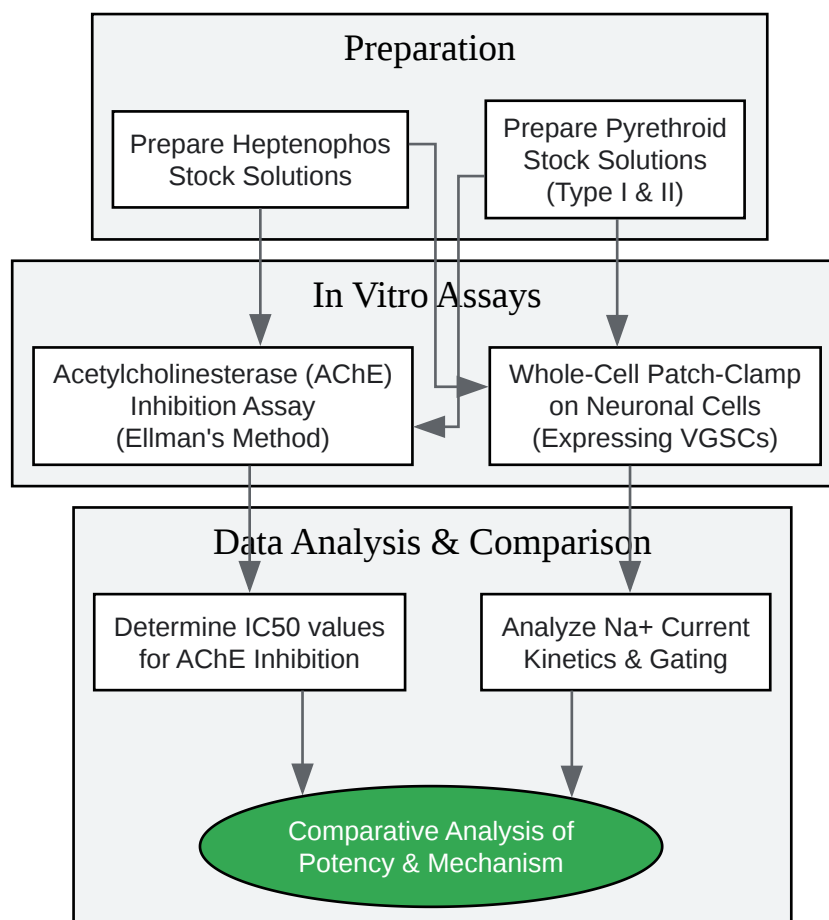 Preparation
Prepare Heptenophos
Stock Solutions
Prepare Pyrethroid
Stock Solutions
(Type I & II)
In Vitro Assays
Acetylcholinesterase (AChE)
Inhibition Assay
(Ellman's Method)
Whole-Cell Patch-Clamp
on Neuronal Cells
(Expressing VGSCs)
Data Analysis & Comparison
Determine IC50 values
for AChE Inhibition
Analyze Na+ Current
Kinetics & Gating
Comparative Analysis of
Potency & Mechanism